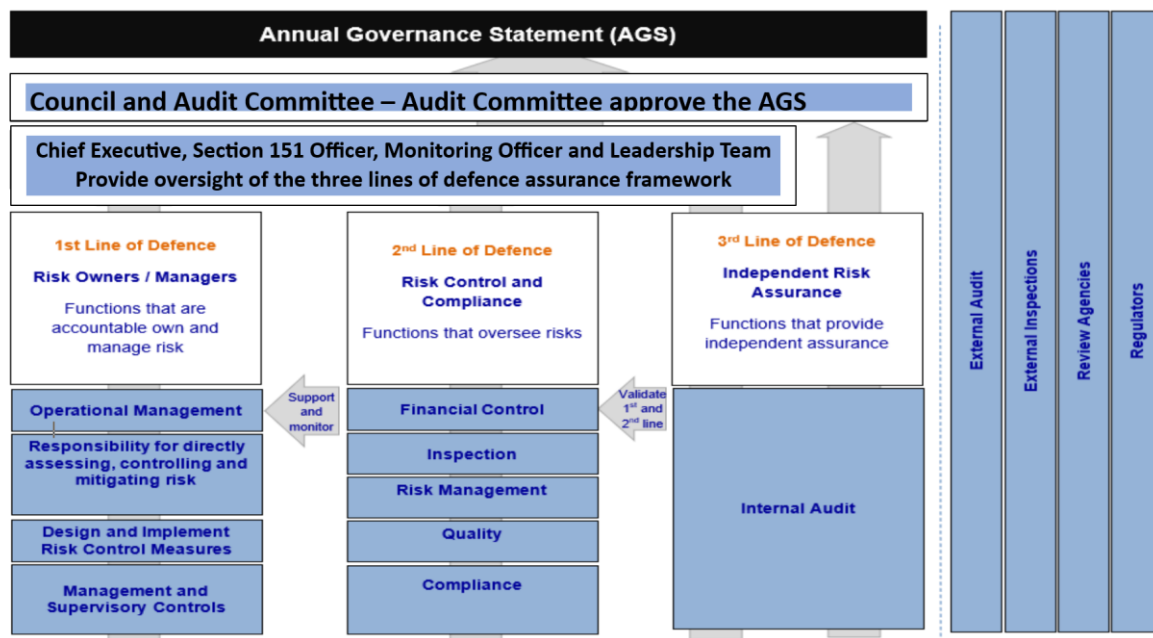 Annual Governance Statement (AGS)
Council and Audit Committee – Audit Committee approve the AGS
Chief Executive, Section 151 Officer, Monitoring Officer and Leadership Team
Provide oversight of the three lines of defence assurance framework
1st Line of Defence
Risk Owners / Managers
Functions that are
accountable own and
manage risk
Operational Management
Responsibility for directly
assessing, controlling and
mitigating risk
Design and Implement
Risk Control Measures
Management and
Supervisory Controls
Support
and
monitor
2nd Line of Defence
Risk Control and
Compliance
Functions that oversee risks
Financial Control
Inspection
Risk Management
Quality
Compliance
Validate
1st and
2nd line
3rd Line of Defence
Independent Risk
Assurance
Functions that provide
independent assurance
Internal Audit
External Audit
External Inspections
Review Agencies
Regulators